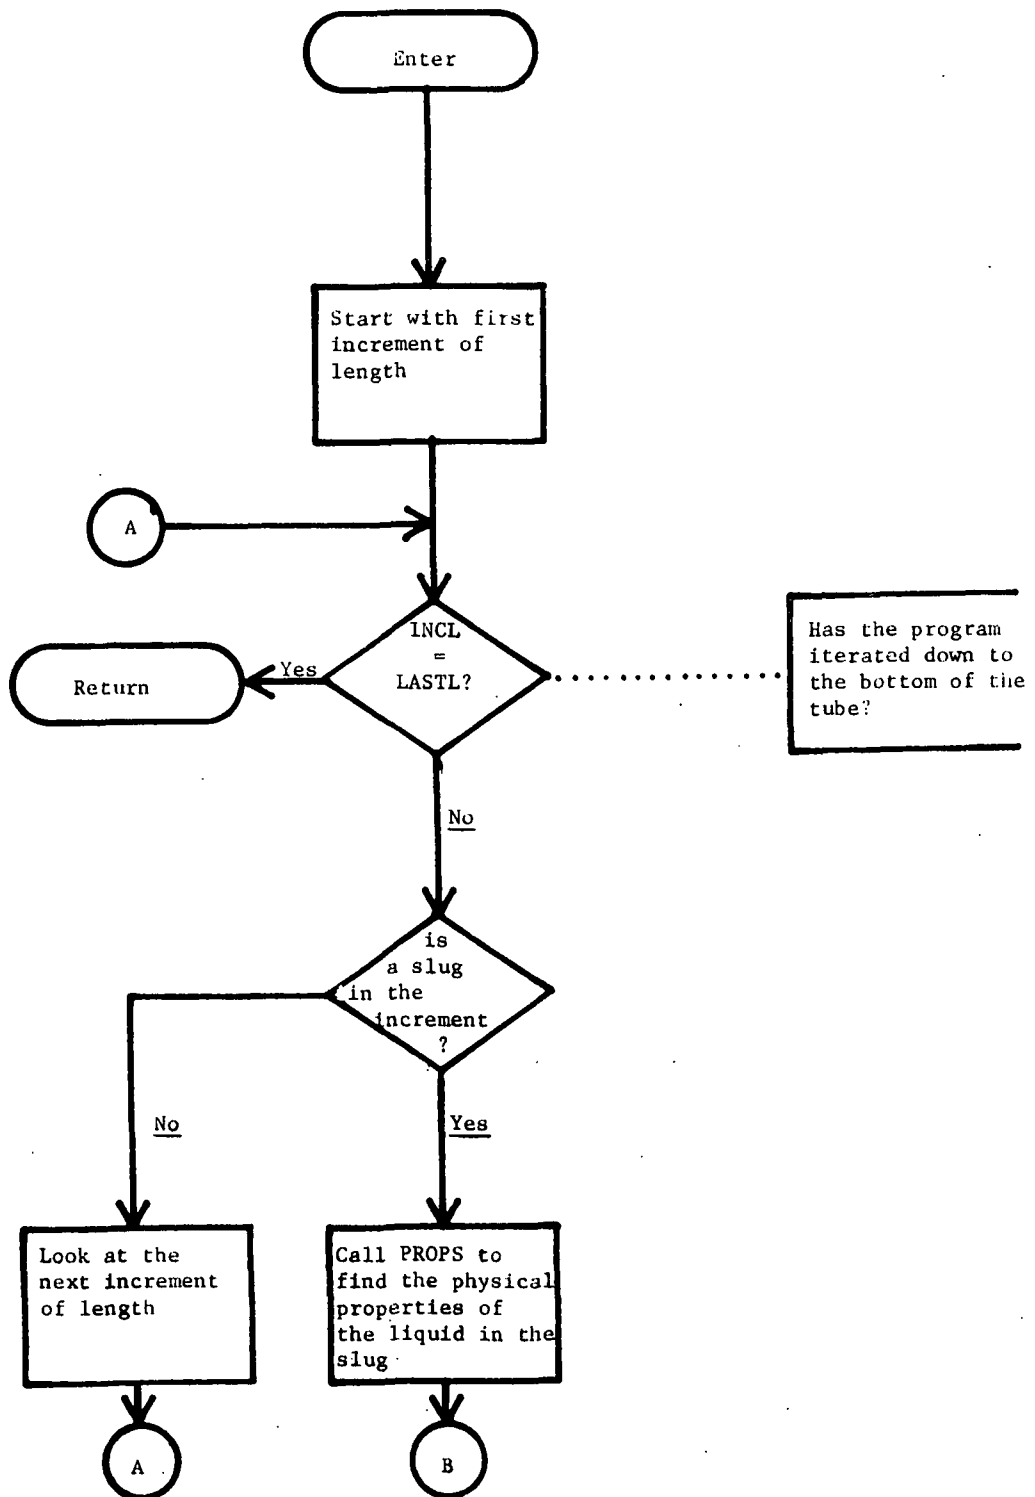 Enter
Start with first
increment of
length
A
INCL
=
LASTL?
Yes
Return
Has the program
iterated down to
the bottom of the
tube?
No
is
a slug
in the
increment
?
No
Yes
Look at the
next increment
of length
Call PROPS to
find the physical
properties of
the liquid in the
slug
A
B